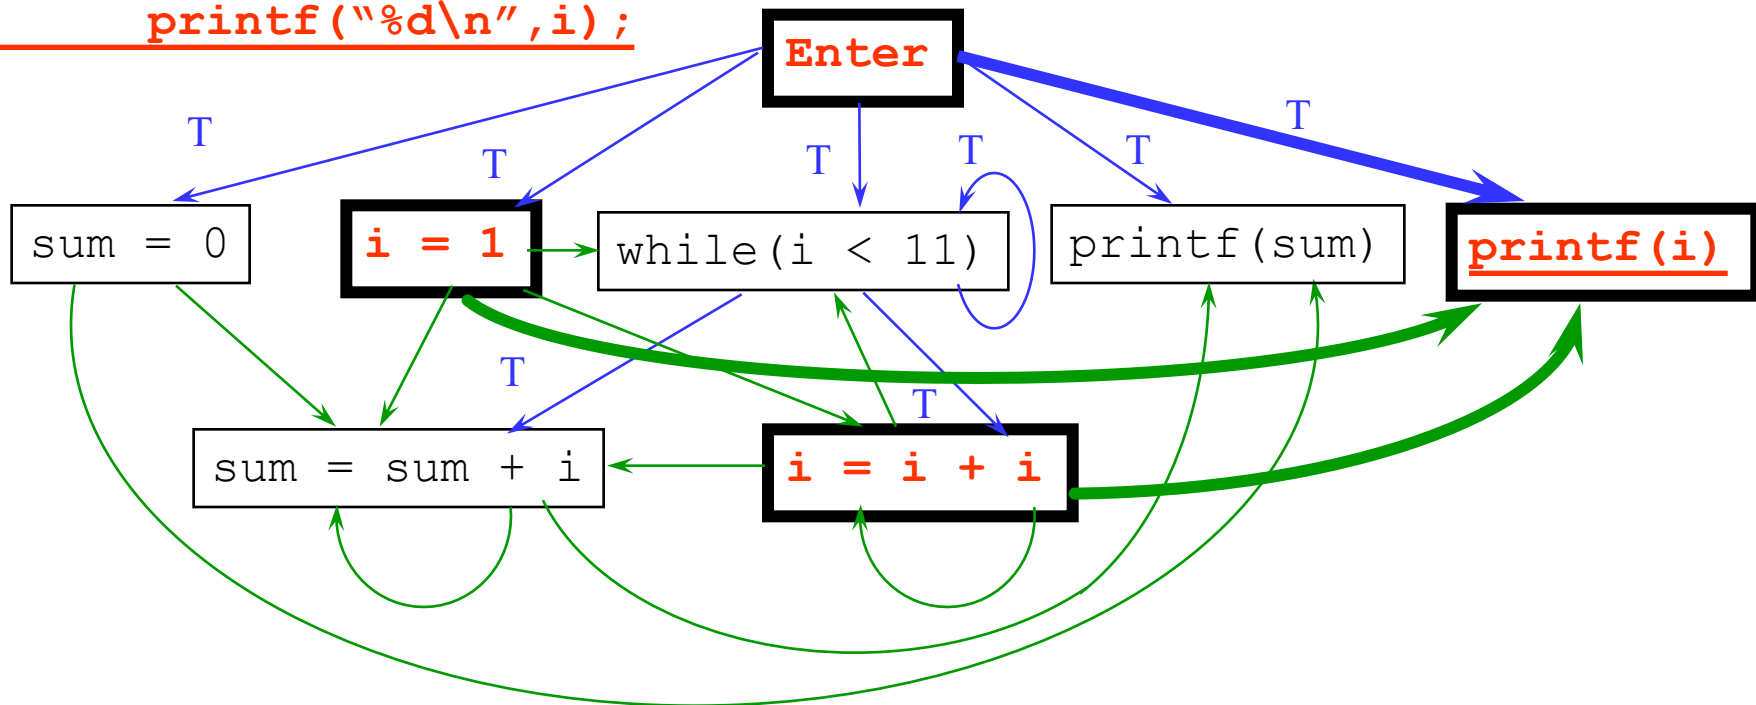 printf(“%d\n”,i);
Enter
T
T
T
T
T
T
sum = 0
i = 1
while(i < 11)
printf(sum)
printf(i)
T
T
sum = sum + i
i = i + i